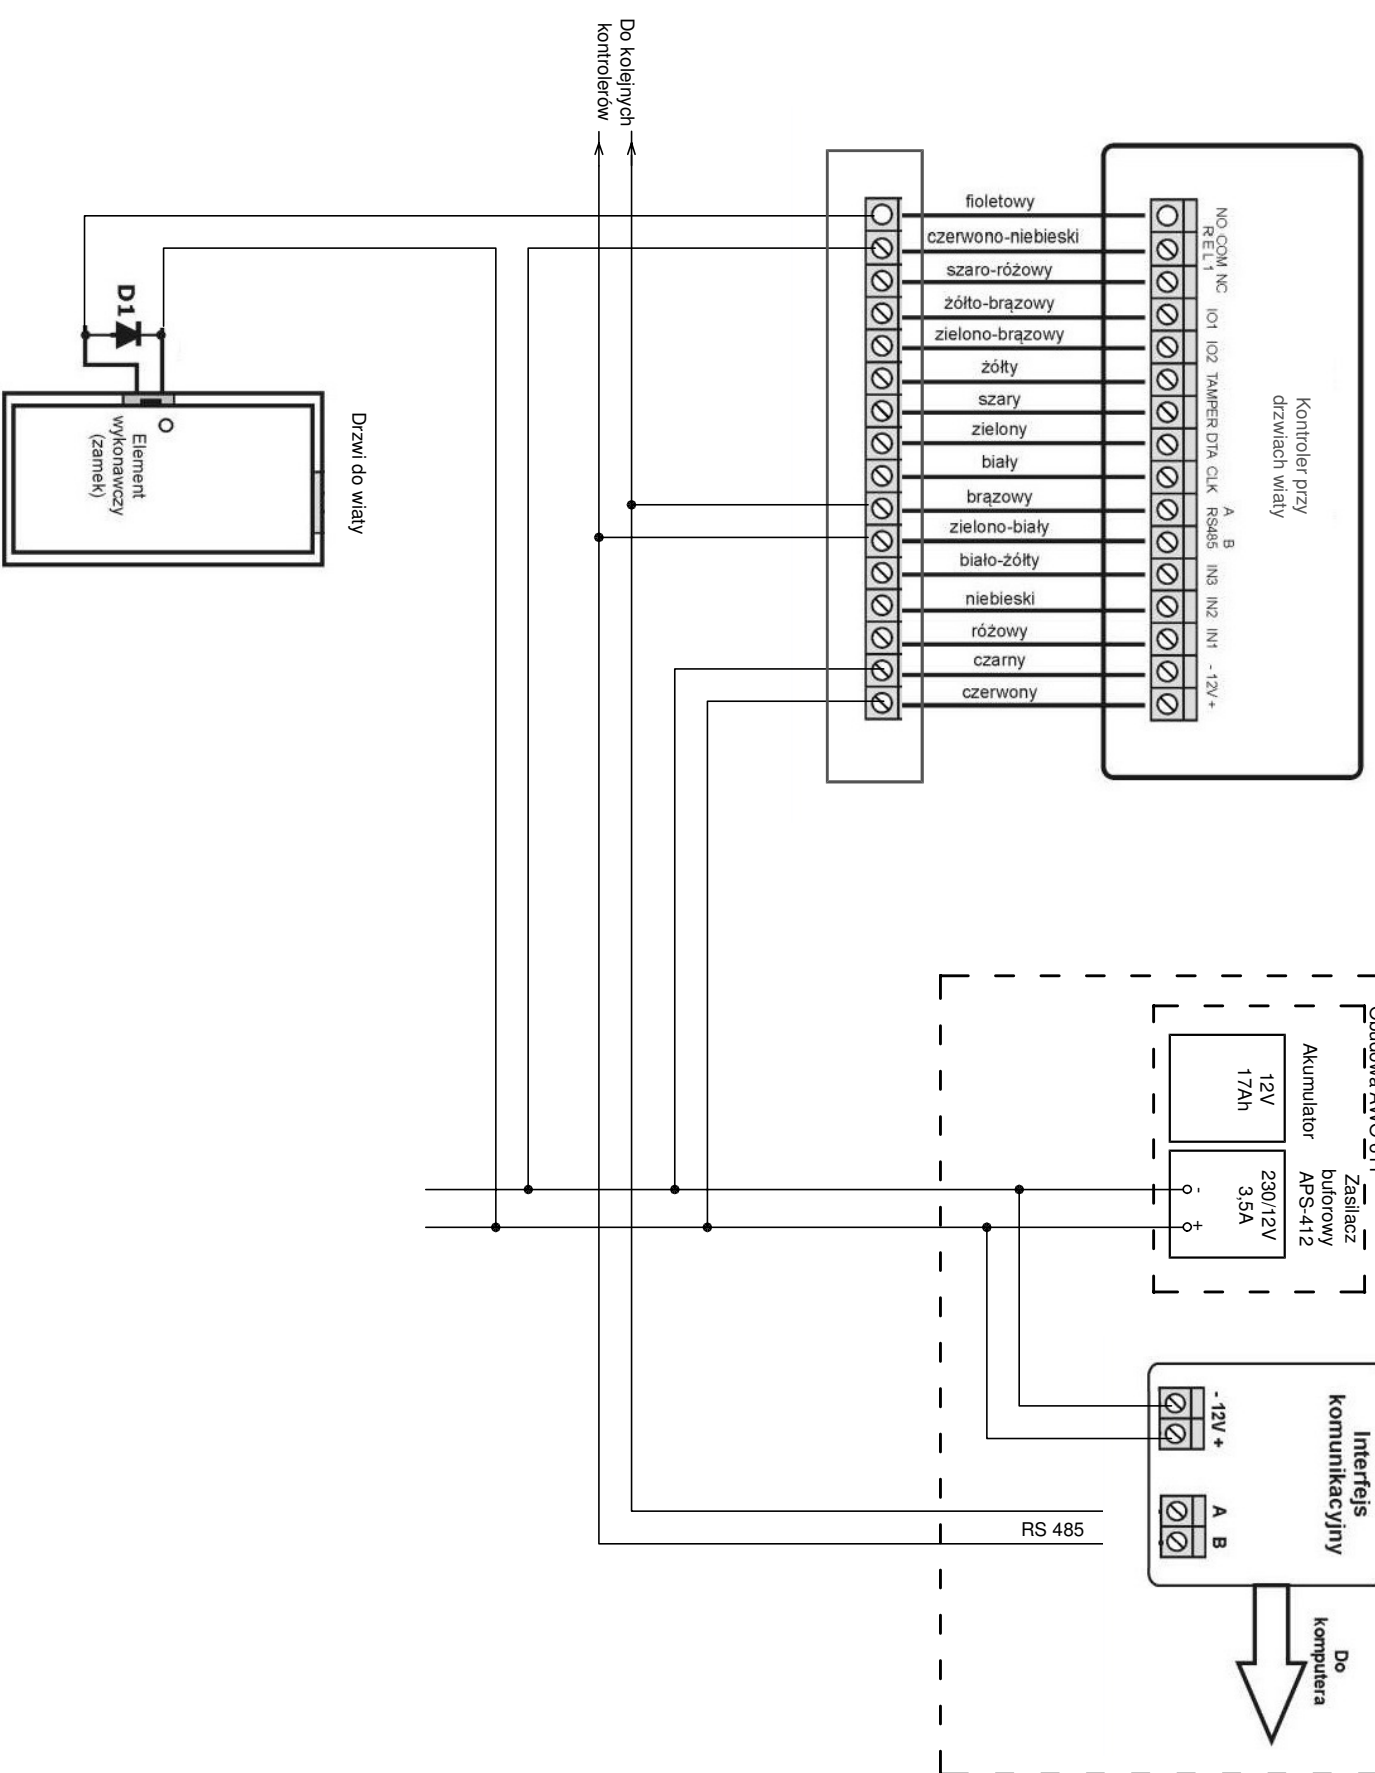 Do kolejnych
kontrolerów
fioletowy
czerwono-niebieski
szaro-różowy
żółto-brązowy
zielono-brązowy
żółty
szary
zielony
biały
brązowy
zielono-biały
biało-żółty
niebieski
różowy
czarny
czerwony
NO COM NC
REL1
IO1
IO2
TAMPER
DTA
CLK
A B
RS485
IN3
IN2
IN1
- 12V +
Kontroler przy
drzwiach wiaty
D1
Element
wykonawczy
(zamek)
Drzwi do wiaty
Akumulator
12V
17Ah
Zasilacz
buforowy
APS-412
230/12V
3,5A
-
+
Interfejs
komunikacyjny
- 12V +
A B
RS 485
Do
komputera